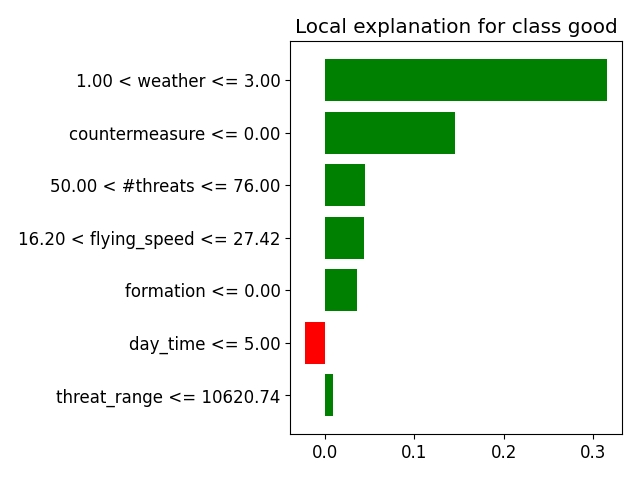 Local explanation for class good
1.00 < weather <= 3.00
countermeasure <= 0.00
50.00 < #threats <= 76.00
16.20 < flying_speed <= 27.42
formation <= 0.00
day_time <= 5.00
threat_range <= 10620.74
0.0 0.1 0.2 0.3